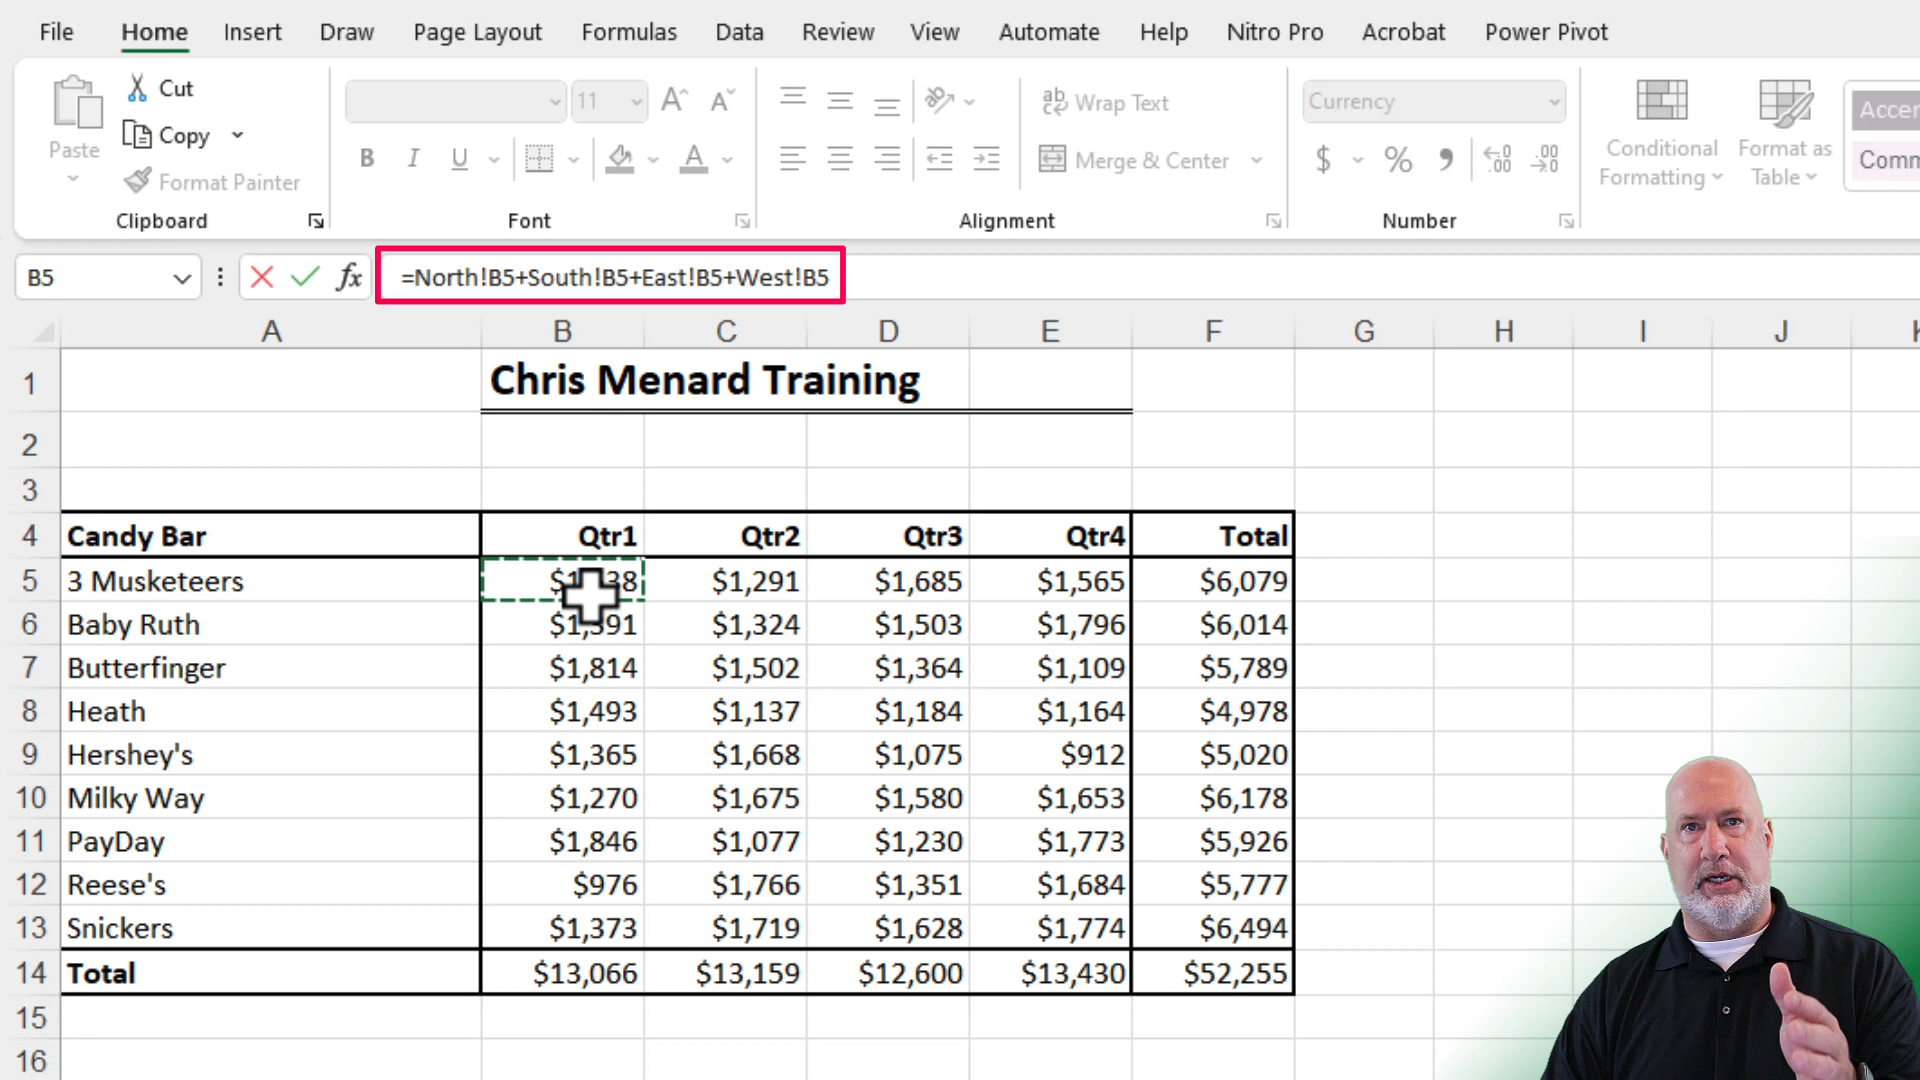 File Home Insert Draw Page Layout Formulas Data Review View Automate Help Nitro Pro Acrobat Power Pivot
Paste
Cut
Copy
Format Painter
Clipboard
11
B I U
Font
Wrap Text
Merge & Center
Alignment
Currency
$ % 9 .00
Number
Conditional Formatting
Format as Table
B5 fx =North!B5+South!B5+East!B5+West!B5
A B C D E F G H I J
1 Chris Menard Training
2
3
4 Candy Bar Qtr1 Qtr2 Qtr3 Qtr4 Total
5 3 Musketeers $1,291 $1,685 $1,565 $6,079
6 Baby Ruth $1,391 $1,324 $1,503 $1,796 $6,014
7 Butterfinger $1,814 $1,502 $1,364 $1,109 $5,789
8 Heath $1,493 $1,137 $1,184 $1,164 $4,978
9 Hershey's $1,365 $1,668 $1,075 $912 $5,020
10 Milky Way $1,270 $1,675 $1,580 $1,653 $6,178
11 PayDay $1,846 $1,077 $1,230 $1,773 $5,926
12 Reese's $976 $1,766 $1,351 $1,684 $5,777
13 Snickers $1,373 $1,719 $1,628 $1,774 $6,494
14 Total $13,066 $13,159 $12,600 $13,430 $52,255
15
16